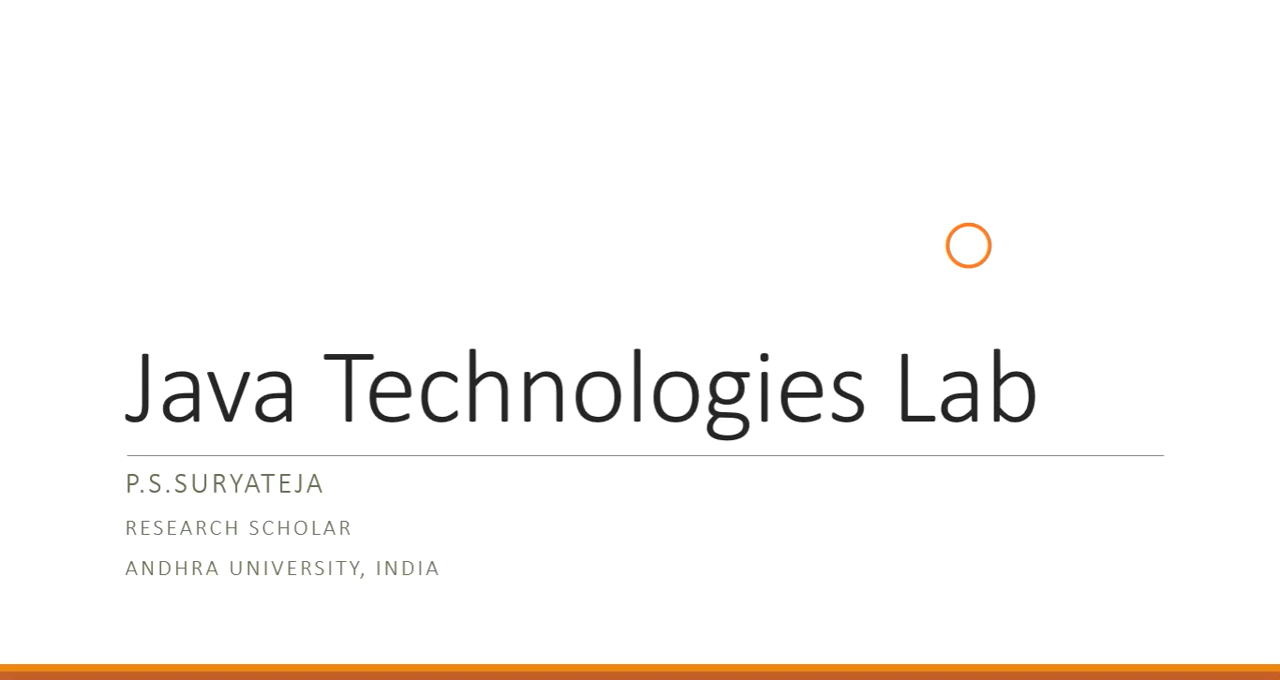 Java Technologies Lab
P.S.SURYATEJA
RESEARCH SCHOLAR
ANDHRA UNIVERSITY, INDIA